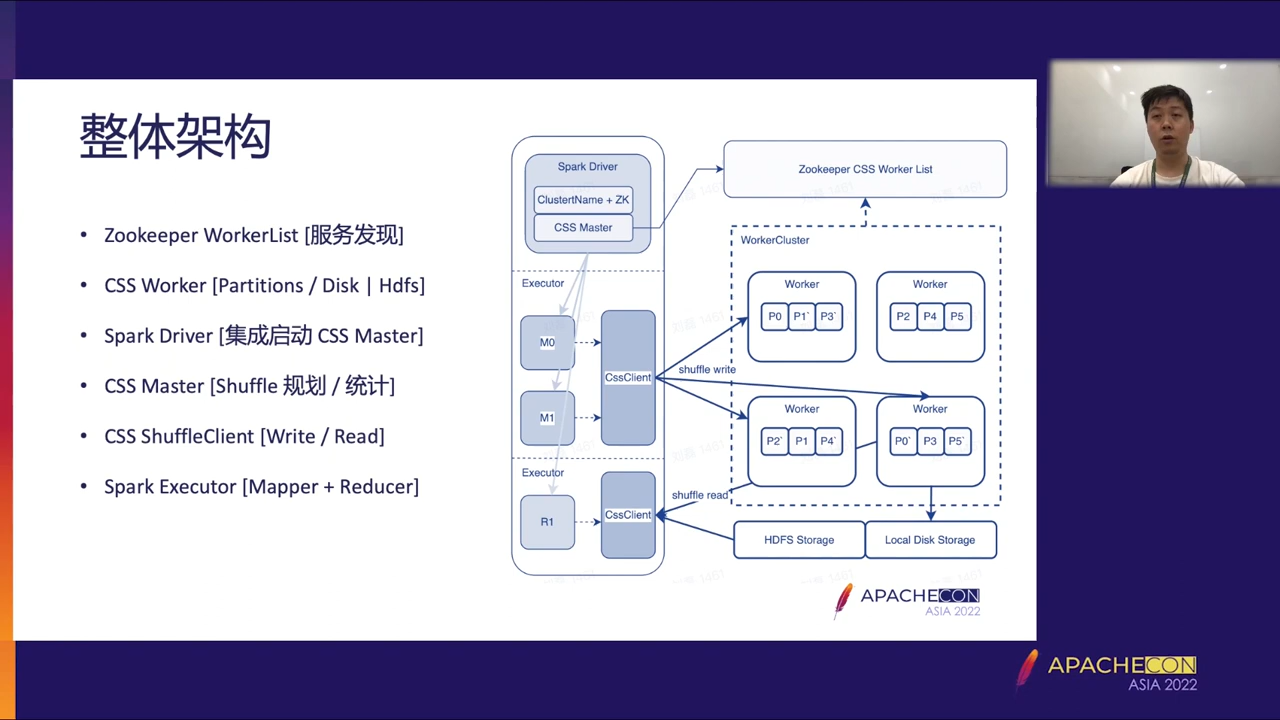 整体架构
• Zookeeper WorkerList [服务发现]
• CSS Worker [Partitions / Disk | Hdfs]
• Spark Driver [集成启动 CSS Master]
• CSS Master [Shuffle 规划 / 统计]
• CSS ShuffleClient [Write / Read]
• Spark Executor [Mapper + Reducer]
Spark Driver
ClustertName + ZK
CSS Master
Zookeeper CSS Worker List
WorkerCluster
Executor
M0
M1
CssClient
shuffle write
Worker
P0 P1` P3`
Worker
P2 P4 P5
Worker
P2` P1 P4`
Worker
P0` P3 P5`
Executor
R1
CssClient
shuffle read
HDFS Storage
Local Disk Storage
APACHECON
ASIA 2022
APACHECON
ASIA 2022